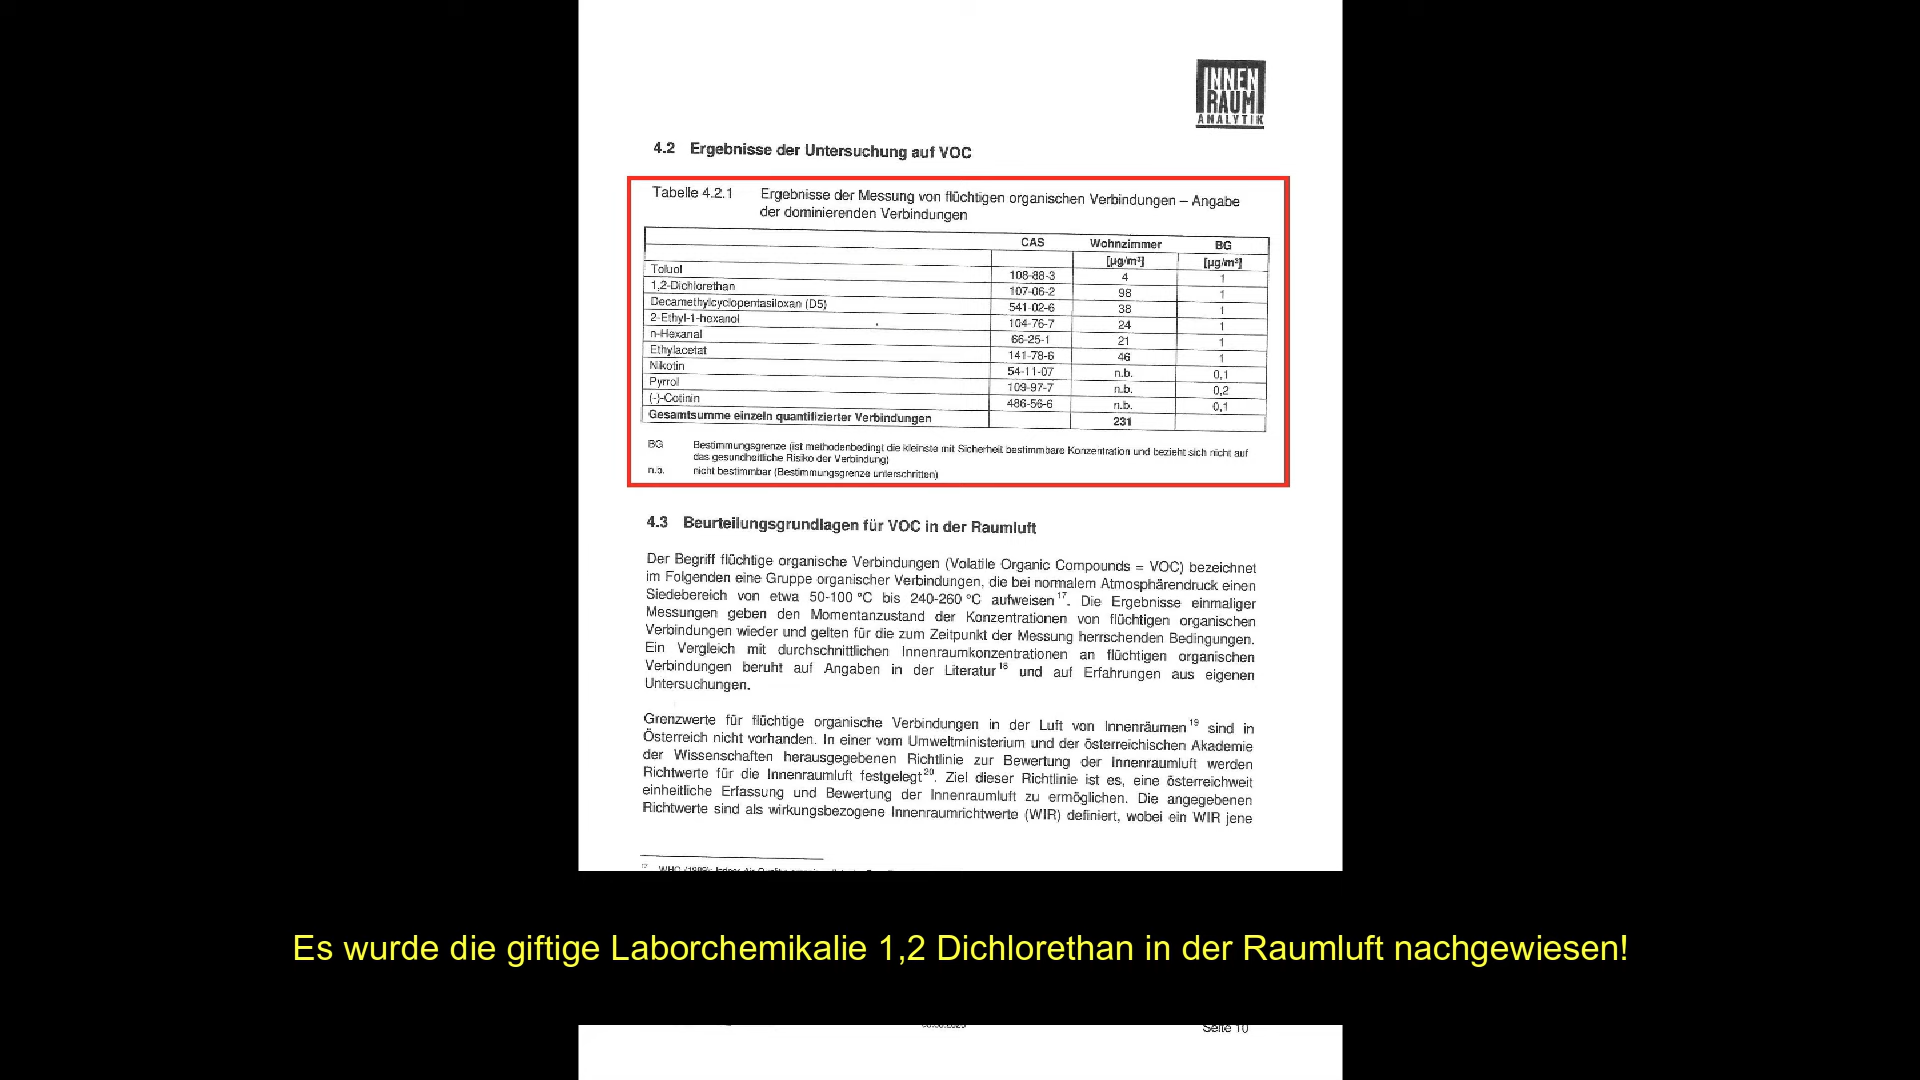 INNEN
RAUM
ANALYTIK
4.2 Ergebnisse der Untersuchung auf VOC
Tabelle 4.2.1 Ergebnisse der Messung von flüchtigen organischen Verbindungen – Angabe
der dominierenden Verbindungen
CAS Wohnzimmer BG
[µg/m³] [µg/m³]
Toluol 108-88-3 4 1
1,2-Dichlorethan 107-06-2 98 1
Decamethylcyclopentasiloxan (D5) 541-02-6 38 1
2-Ethyl-1-hexanol 104-76-7 24 1
n-Hexanal 66-25-1 21 1
Ethylacetat 141-78-6 46 1
Nikotin 54-11-07 n.b. 0,1
Pyrrol 109-97-7 n.b. 0,2
(-)-Cotinin 486-56-6 n.b. 0,1
Gesamtsumme einzeln quantifizierter Verbindungen 231
BG Bestimmungsgrenze (ist methodenbedingt die kleinste mit Sicherheit bestimmbare Konzentration und bezieht sich nicht auf
das gesundheitliche Risiko der Verbindung)
n.b. nicht bestimmbar (Bestimmungsgrenze unterschritten)
4.3 Beurteilungsgrundlagen für VOC in der Raumluft
Der Begriff flüchtige organische Verbindungen (Volatile Organic Compounds = VOC) bezeichnet
im Folgenden eine Gruppe organischer Verbindungen, die bei normalem Atmosphärendruck einen
Siedebereich von etwa 50-100 °C bis 240-260 °C aufweisen 17. Die Ergebnisse einmaliger
Messungen geben den Momentanzustand der Konzentrationen von flüchtigen organischen
Verbindungen wieder und gelten für die zum Zeitpunkt der Messung herrschenden Bedingungen.
Ein Vergleich mit durchschnittlichen Innenraumkonzentrationen an flüchtigen organischen
Verbindungen beruht auf Angaben in der Literatur 18 und auf Erfahrungen aus eigenen
Untersuchungen.
Grenzwerte für flüchtige organische Verbindungen in der Luft von Innenräumen 19 sind in
Österreich nicht vorhanden. In einer vom Umweltministerium und der österreichischen Akademie
der Wissenschaften herausgegebenen Richtlinie zur Bewertung der Innenraumluft werden
Richtwerte für die Innenraumluft festgelegt 20. Ziel dieser Richtlinie ist es, eine österreichweit
einheitliche Erfassung und Bewertung der Innenraumluft zu ermöglichen. Die angegebenen
Richtwerte sind als wirkungsbezogene Innenraumrichtwerte (WIR) definiert, wobei ein WIR jene
Es wurde die giftige Laborchemikalie 1,2 Dichlorethan in der Raumluft nachgewiesen!
Seite 10